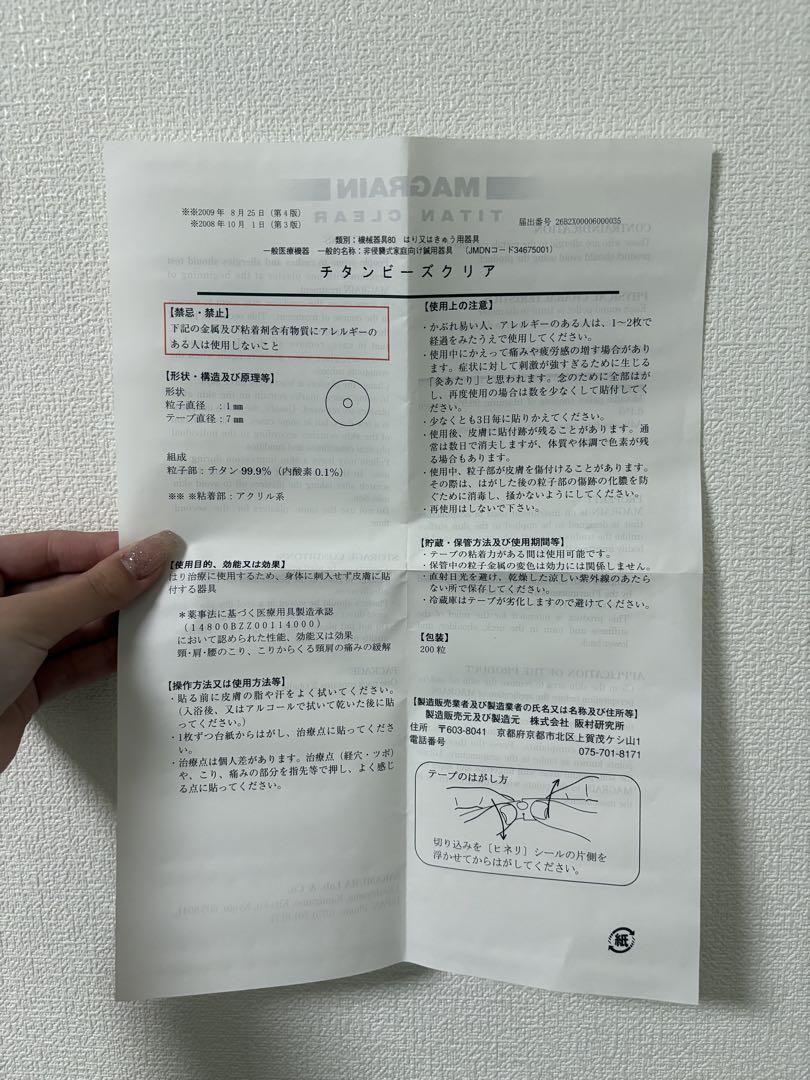 MAGRAIN
TITAN CLEAR
※※2009年 8月25日(第4版)
※2008年10月 1日(第3版)
届出番号 26B2X00006000035
類別:機械器具80 はり又はきゅう用器具
一般医療機器 一般的名称:非侵襲式家庭向け鍼用器具 (JMDNコード34675001)
チタンビーズクリア
【禁忌・禁止】
下記の金属及び粘着剤含有物質にアレルギーの
ある人は使用しないこと
【形状・構造及び原理等】
形状
粒子直径 :1㎜
テープ直径:7㎜
組成
粒子部:チタン99.9%(内酸素0.1%)
※※ ※粘着部:アクリル系
【使用目的、効能又は効果】
はり治療に使用するため、身体に刺入せず皮膚に貼
付する器具
*薬事法に基づく医療用具製造承認
(14800BZZ00114000)
において認められた性能、効能又は効果
頸・肩・腰のこり、こりからくる頸肩の痛みの緩解
【操作方法又は使用方法等】
・貼る前に皮膚の脂や汗をよく拭いてください。
(入浴後、又はアルコールで拭いて乾いた後に貼
ってください。)
・1枚ずつ台紙からはがし、治療点に貼ってくださ
い。
・治療点は個人差があります。治療点(経穴・ツボ)
や、こり、痛みの部分を指先等で押し、よく感じ
る点に貼ってください。
【使用上の注意】
・かぶれ易い人、アレルギーのある人は、1~2枚で
経過をみたうえで使用してください。
・使用中にかえって痛みや疲労感の増す場合があり
ます。症状に対して刺激が強すぎるために生じる
「灸あたり」と思われます。念のために全部はが
し、再度使用の場合は数を少なくして貼付してく
ださい。
・少なくとも3日毎に貼りかえてください。
・使用後、皮膚に貼付跡が残ることがあります。通
常は数日で消失しますが、体質や体調で色素が残
る場合もあります。
・使用中、粒子部が皮膚を傷付けることがあります。
その際は、はがした後の粒子部の傷跡の化膿を防
ぐために消毒し、掻かないようにしてください。
・再使用はしないで下さい。
【貯蔵・保管方法及び使用期間等】
・テープの粘着力がある間は使用可能です。
・保管中の粒子金属の変色は効力には関係しません。
・直射日光を避け、乾燥した涼しい紫外線のあたら
ない所で保存してください。
・冷蔵庫はテープが劣化しますので避けてください。
【包装】
200粒
【製造販売業者及び製造業者の氏名又は名称及び住所等】
製造販売元及び製造元 株式会社 阪村研究所
住所 〒603-8041 京都府京都市北区上賀茂ケシ山1
電話番号 075-701-8171
テープのはがし方
切り込みを〔ヒネリ〕シールの片側を
浮かせてからはがしてください。
紙